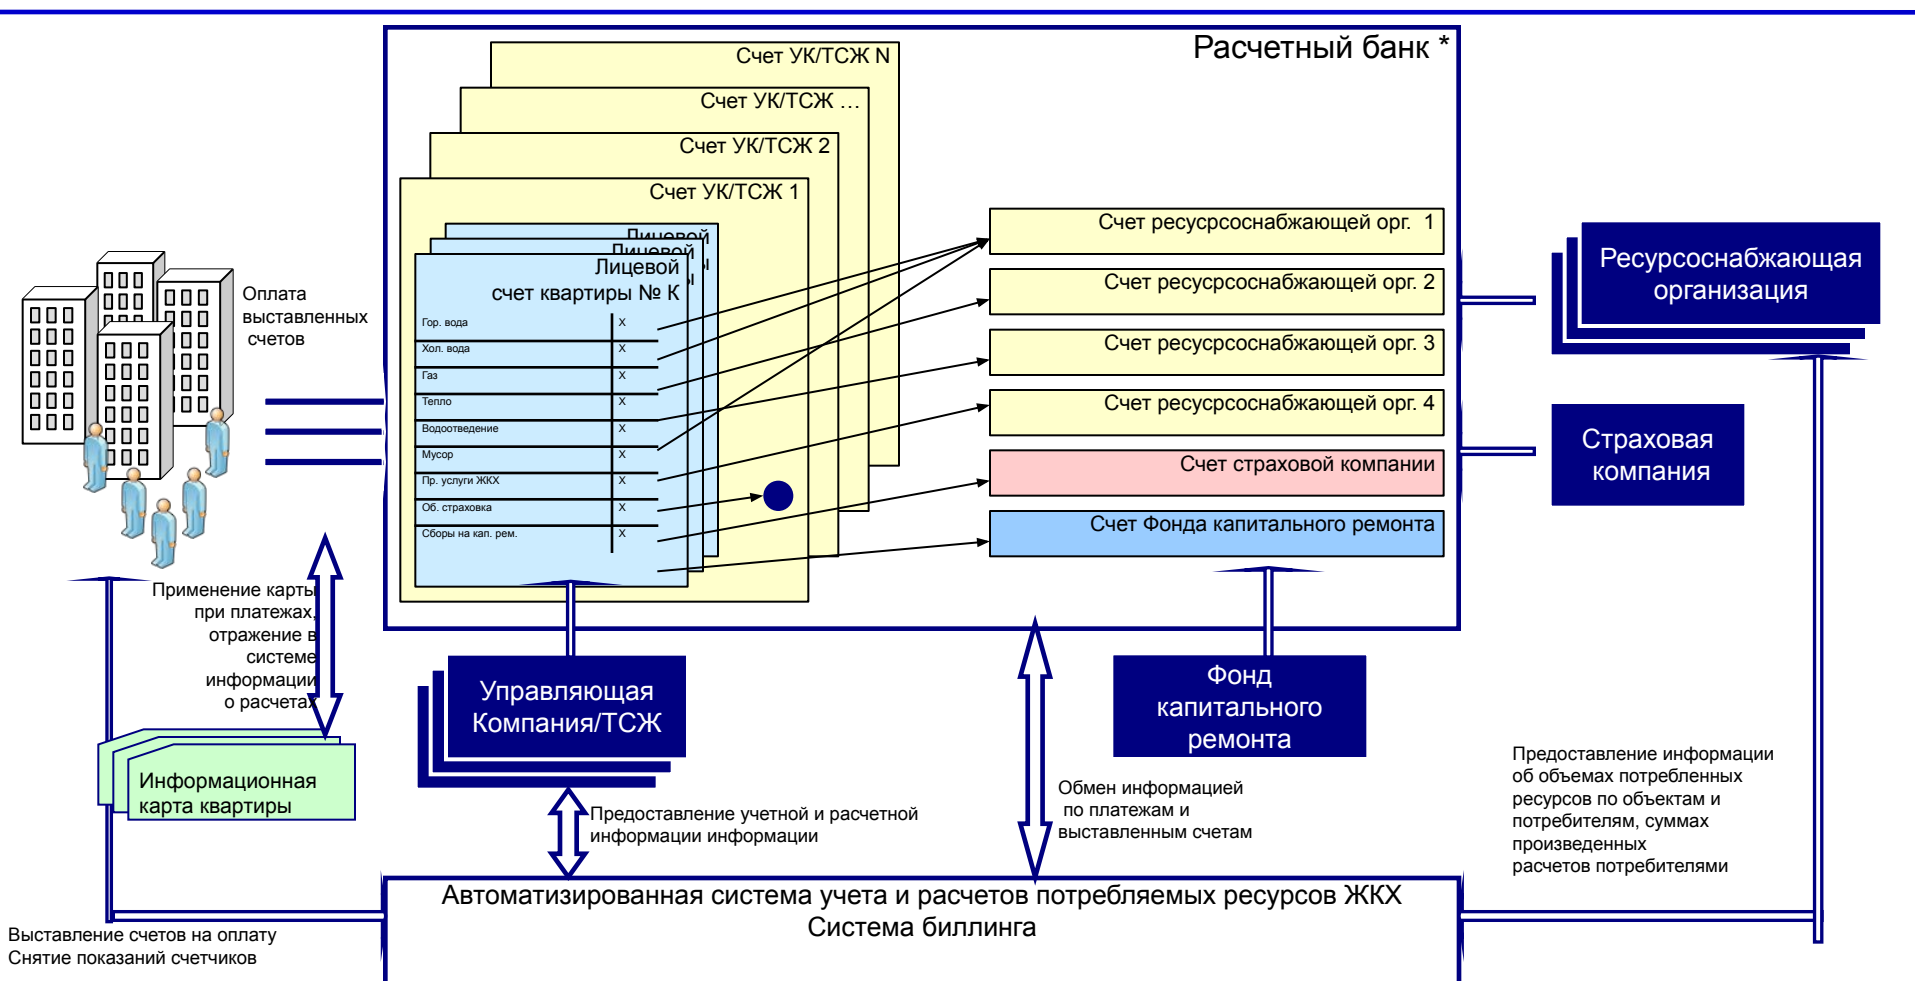 Расчетный банк *
Счет УК/ТСЖ N
Счет УК/ТСЖ …
Счет УК/ТСЖ 2
Счет УК/ТСЖ 1
Лицевой
Лицевой
ы
ы
Лицевой
счет квартиры № К
Гор. вода X
Хол. вода X
Газ X
Тепло X
Водоотведение X
Мусор X
Пр. услуги ЖКХ X
Об. страховка X
Сборы на кап. рем. X
Счет ресусрсоснабжающей орг.  1
Счет ресусрсоснабжающей орг. 2
Счет ресусрсоснабжающей орг. 3
Счет ресусрсоснабжающей орг. 4
Счет страховой компании
Счет Фонда капитального ремонта
Ресурсоснабжающая
организация
Страховая
компания
Оплата
выставленных
счетов
Применение карты
при платежах,
отражение в
системе
информации
о расчетах
Информационная
карта квартиры
Управляющая
Компания/ТСЖ
Фонд
капитального
ремонта
Предоставление учетной и расчетной
информации информации
Обмен информацией
по платежам и
выставленным счетам
Предоставление информации
об объемах потребленных
ресурсов по объектам и
потребителям, суммах
произведенных
расчетов потребителями
Автоматизированная система учета и расчетов потребляемых ресурсов ЖКХ
Система биллинга
Выставление счетов на оплату
Снятие показаний счетчиков